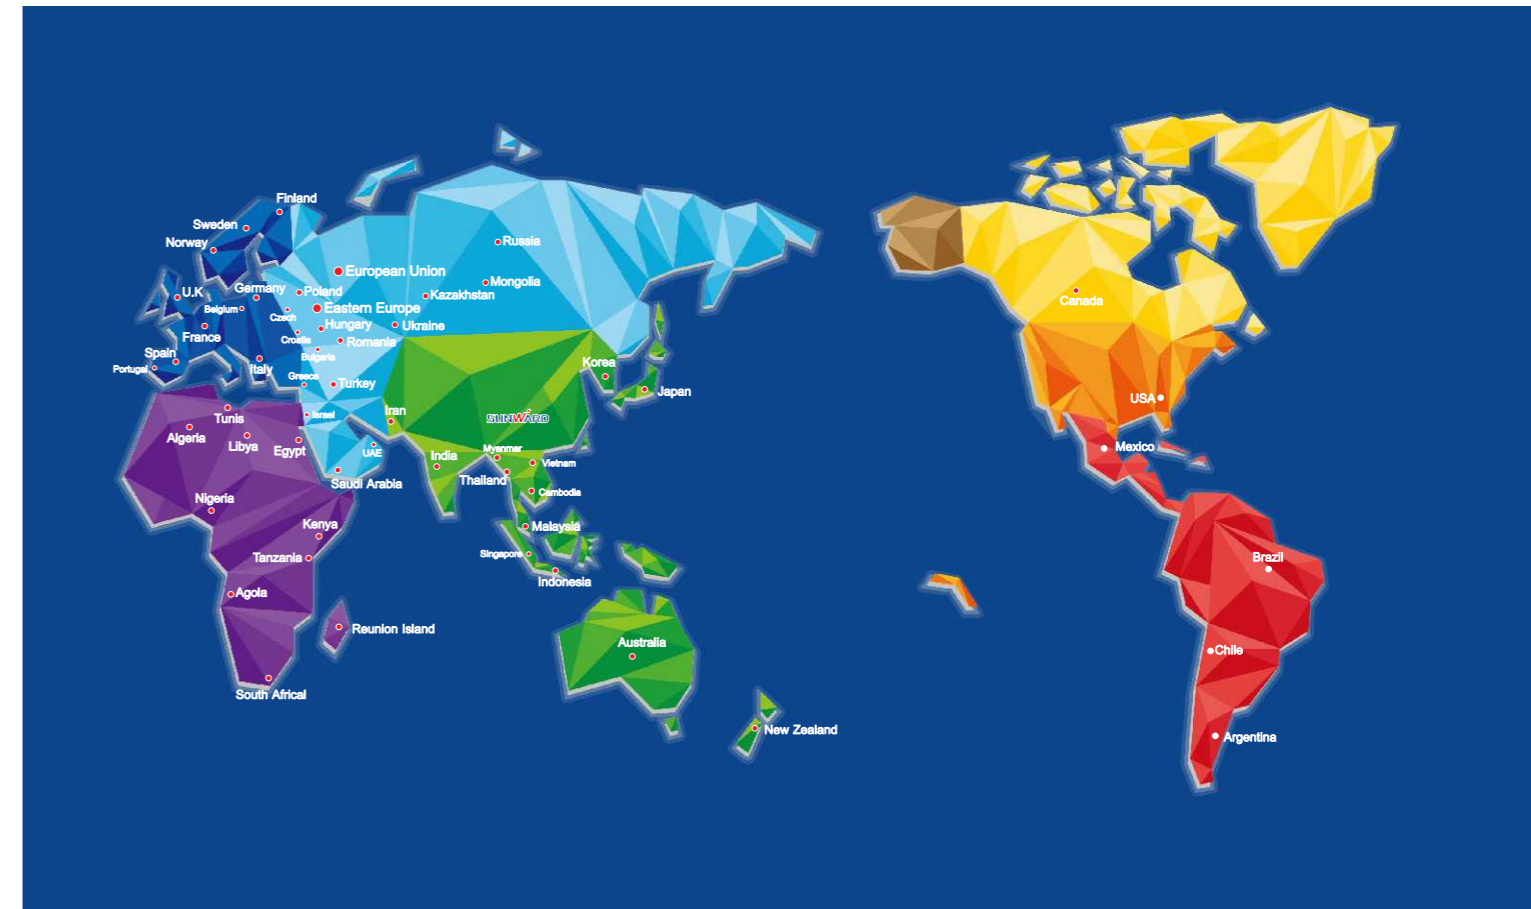 Finland
Sweden
Norway
Russia
European Union
Mongolia
U.K
Germany
Poland
Kazakhstan
Belgium
Eastern Europe
Czech
Hungary
Ukraine
France
Croatia
Romania
Bulgaria
Spain
Portugal
Italy
Greece
Turkey
Korea
Japan
Canada
USA
Tunis
Israel
Iran
SUNWARD
Algeria
Libya
Egypt
UAE
India
Myanmar
Vietnam
Mexico
Saudi Arabia
Thailand
Cambodia
Nigeria
Kenya
Malaysia
Tanzania
Singapore
Indonesia
Brazil
Agola
Reunion Island
Australia
Chile
South Africal
New Zealand
Argentina